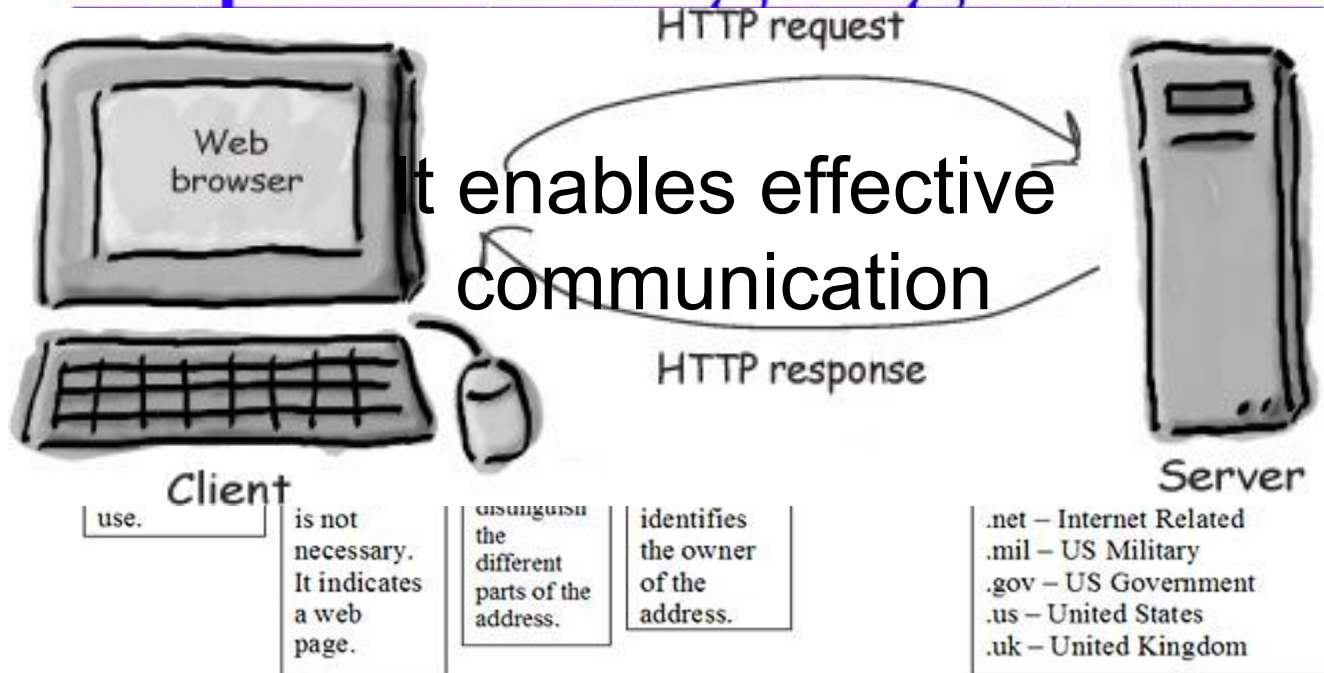 HTTP request
Web
browser
It enables effective
communication
HTTP response
Client
Server
use.
is not
necessary.
It indicates
a web
page.
distinguish
the
different
parts of the
address.
identifies
the owner
of the
address.
.net – Internet Related
.mil – US Military
.gov – US Government
.us – United States
.uk – United Kingdom